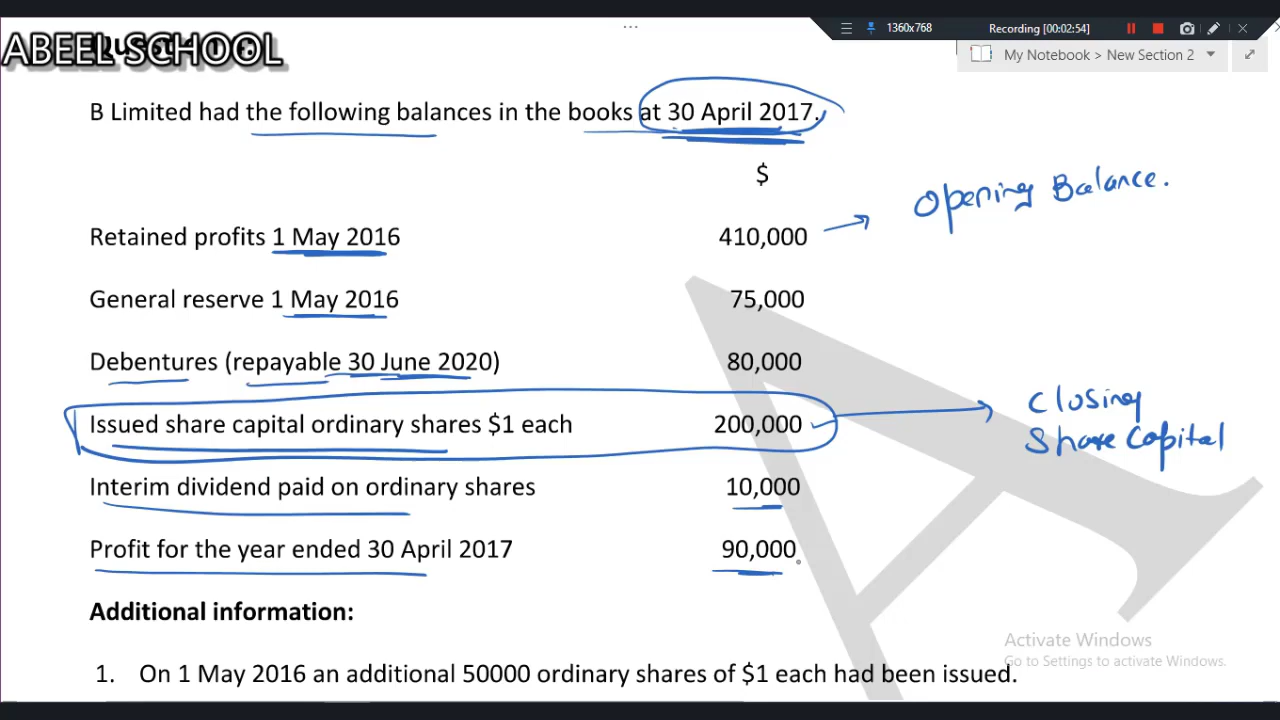 1360x768
Recording [00:02:54]
ABEEL SCHOOL
My Notebook > New Section 2
B Limited had the following balances in the books at 30 April 2017.
$
Opening Balance.
Retained profits 1 May 2016 410,000
General reserve 1 May 2016 75,000
Debentures (repayable 30 June 2020) 80,000
Issued share capital ordinary shares $1 each 200,000
Closing
Share Capital
Interim dividend paid on ordinary shares 10,000
Profit for the year ended 30 April 2017 90,000
Additional information:
Activate Windows
Go to Settings to activate Windows.
1. On 1 May 2016 an additional 50000 ordinary shares of $1 each had been issued.